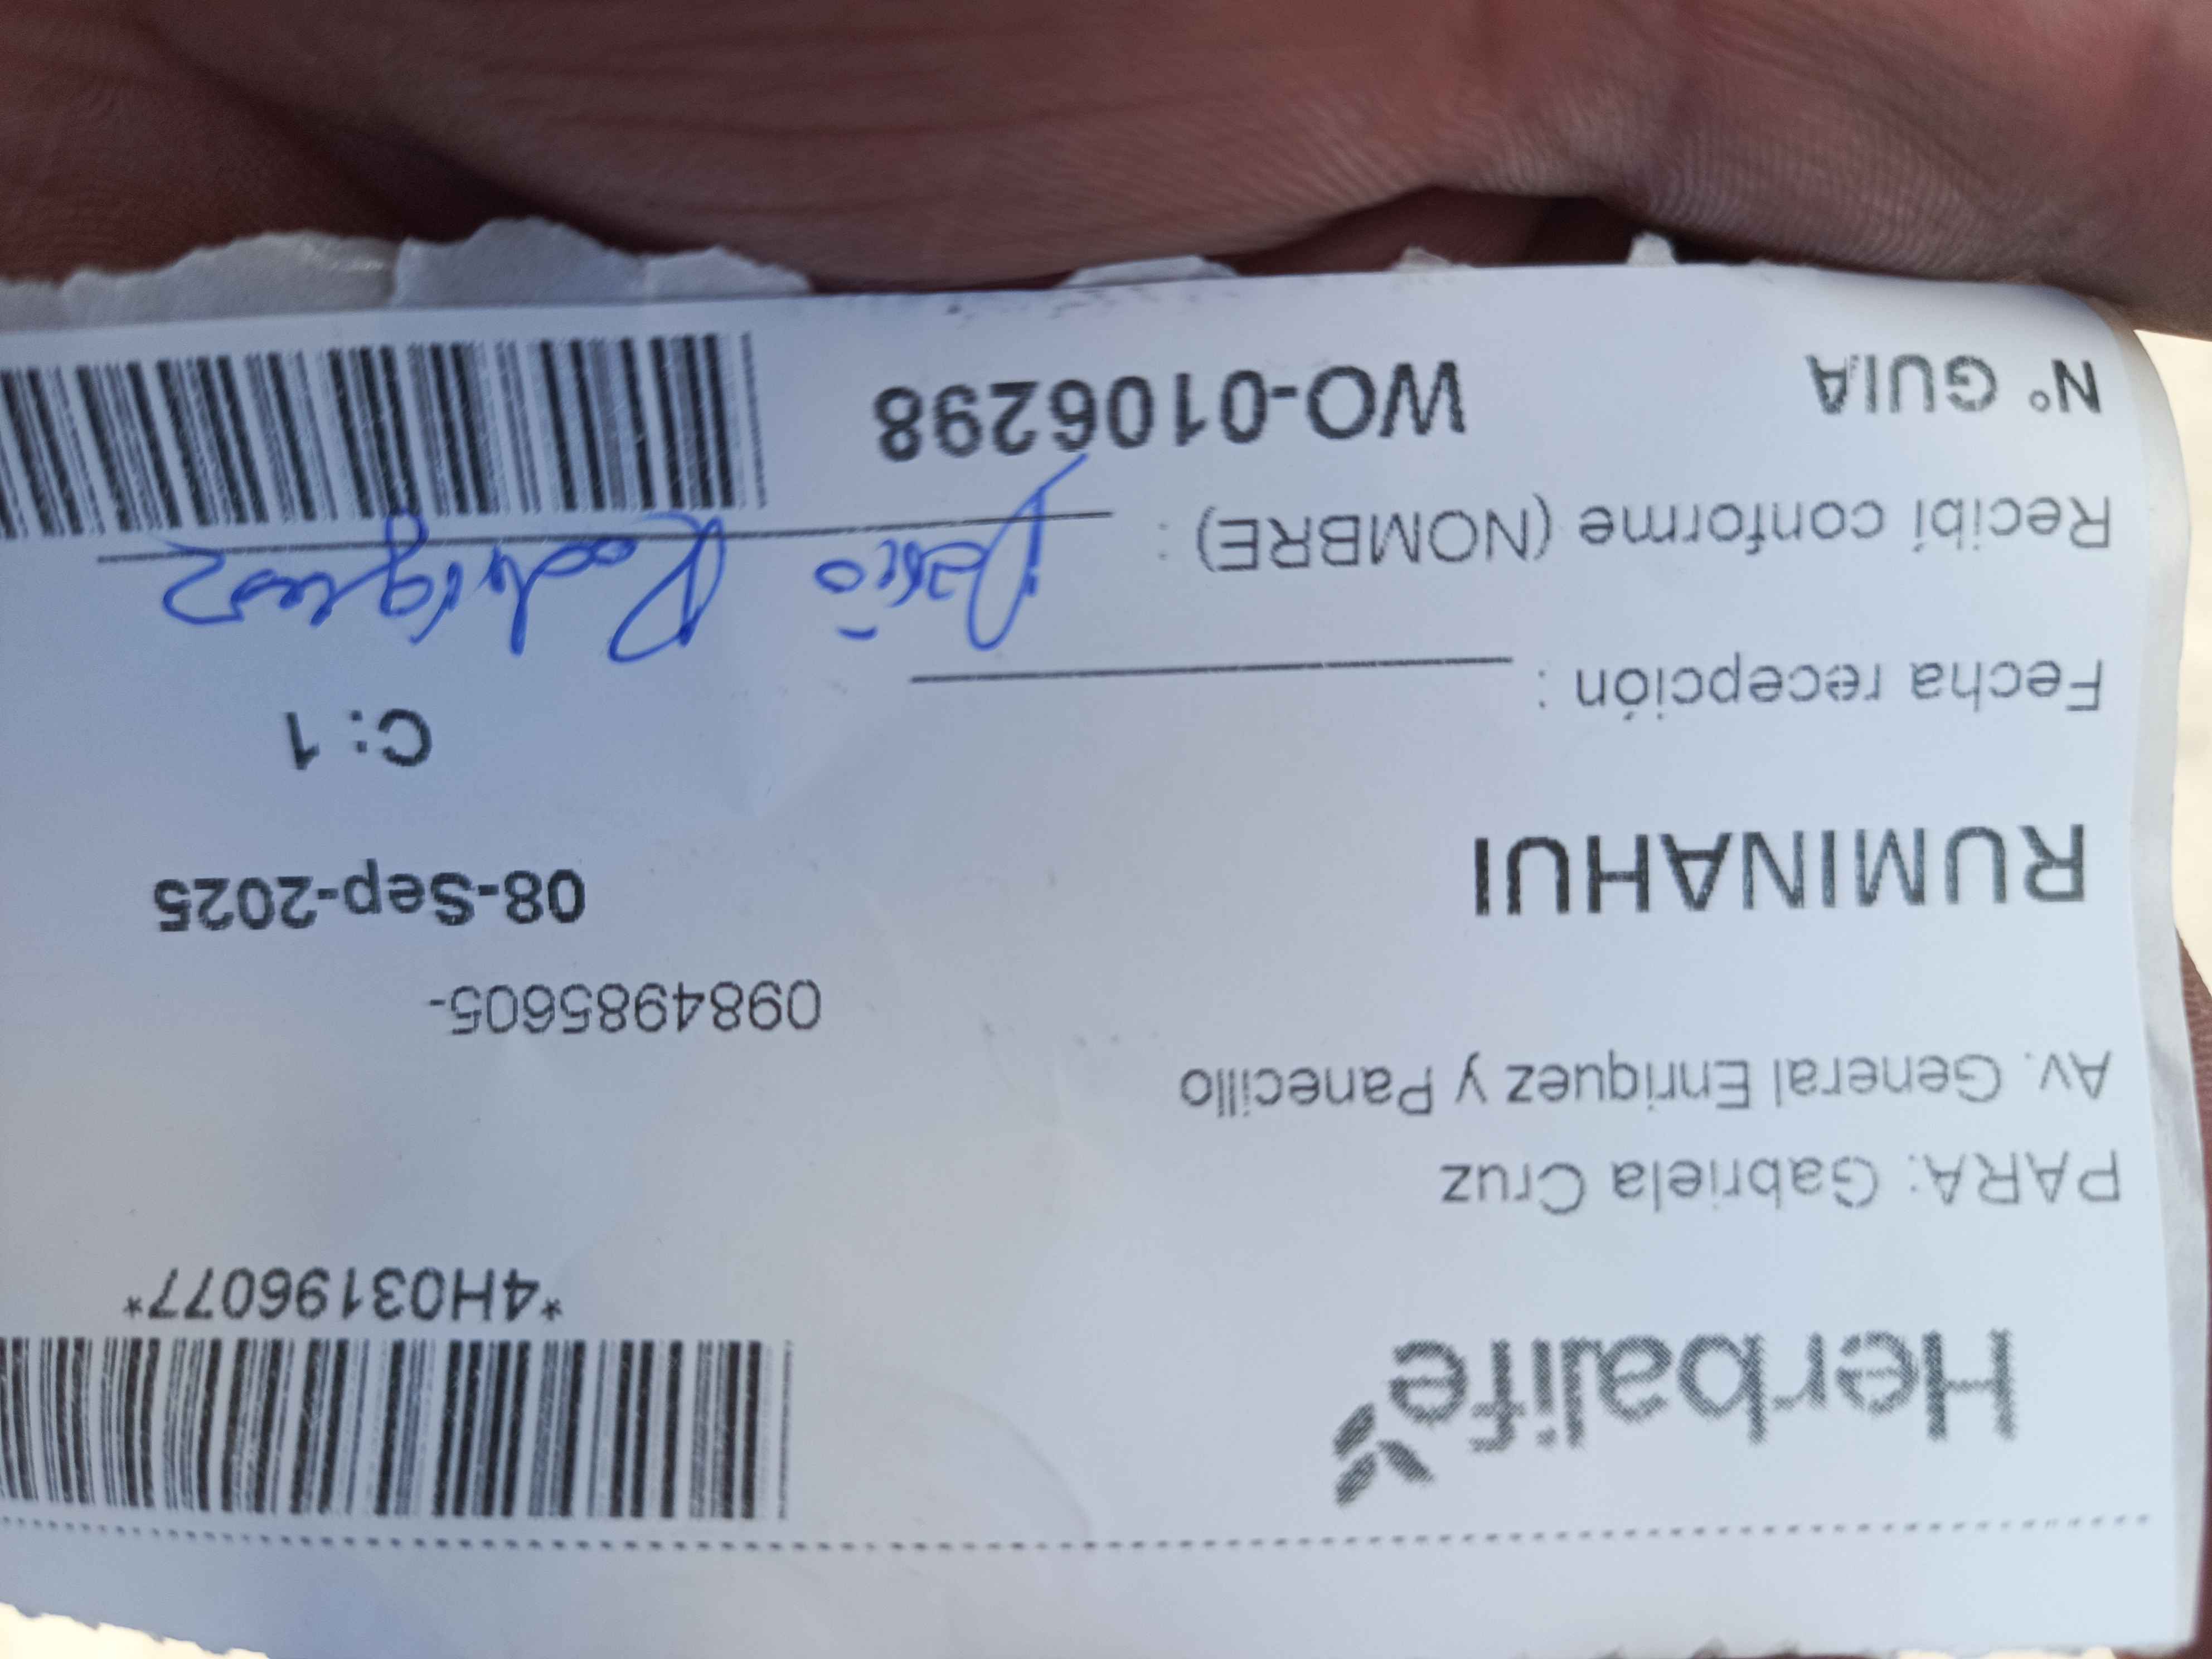 Herbalife
*4H03196077*
PARA: Gabriela Cruz
Av. General Enriquez y Panecillo
0984985605-
RUMINAHUI
08-Sep-2025
C: 1
Fecha recepción :
Recibí conforme (NOMBRE) : Rodriguez
N° GUIA WO-0106298